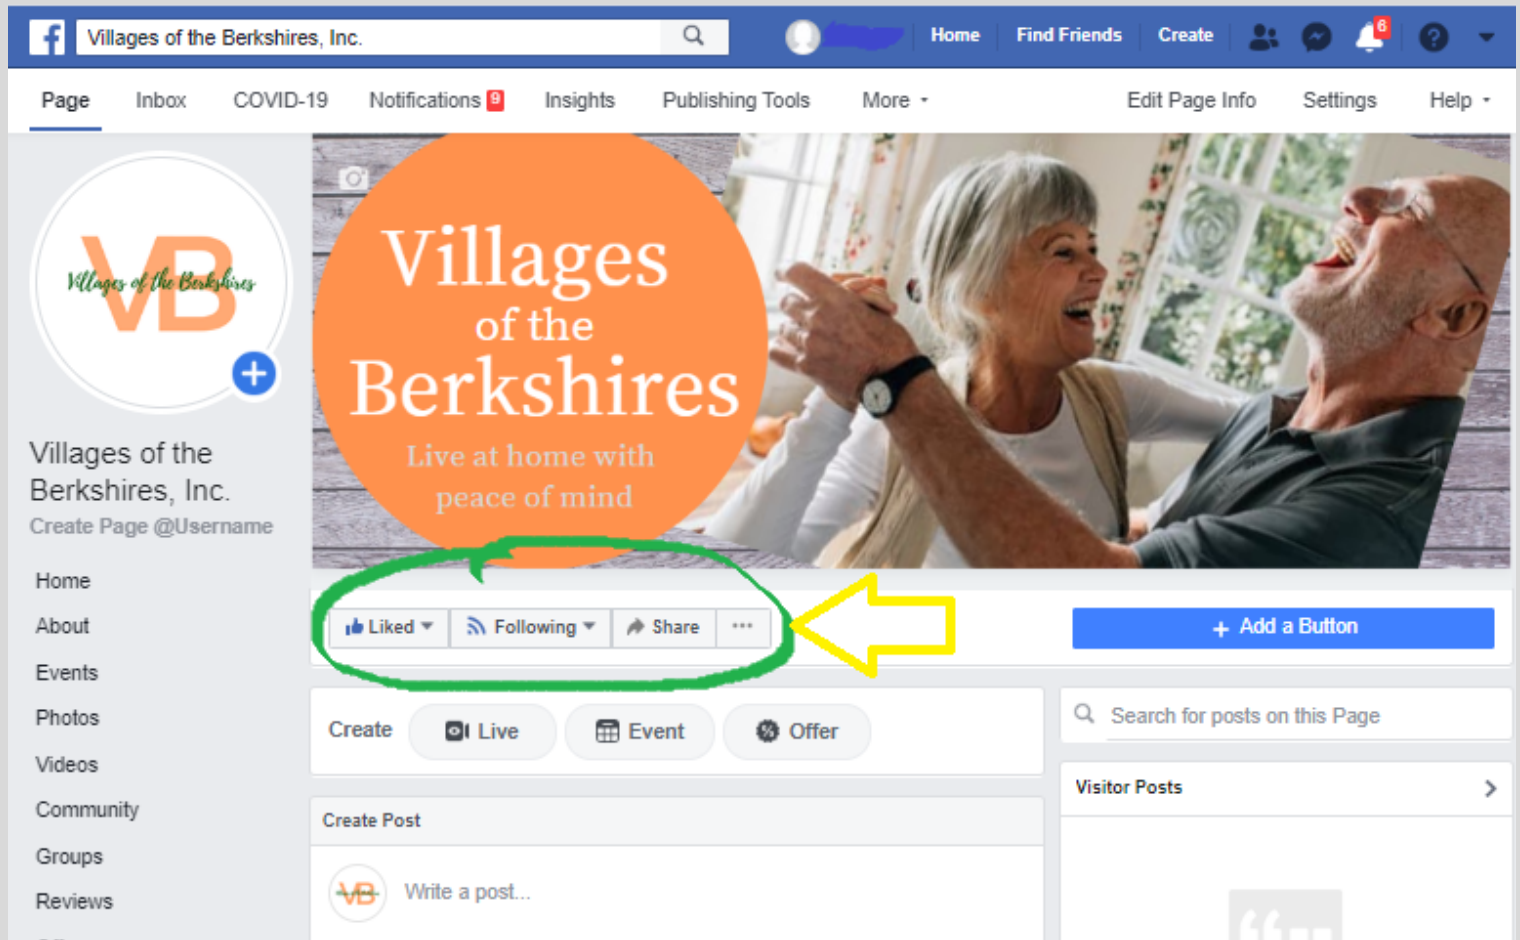 Villages of the Berkshires, Inc.
Home
Find Friends
Create
6
Page
Inbox
COVID-19
Notifications 9
Insights
Publishing Tools
More
Edit Page Info
Settings
Help
VB
Villages of the Berkshires
Villages
of the
Berkshires
Live at home with
peace of mind
Villages of the
Berkshires, Inc.
Create Page @Username
Home
About
Events
Photos
Videos
Community
Groups
Reviews
Liked
Following
Share
+ Add a Button
Create
Live
Event
Offer
Search for posts on this Page
Visitor Posts
Create Post
VB
Write a post...